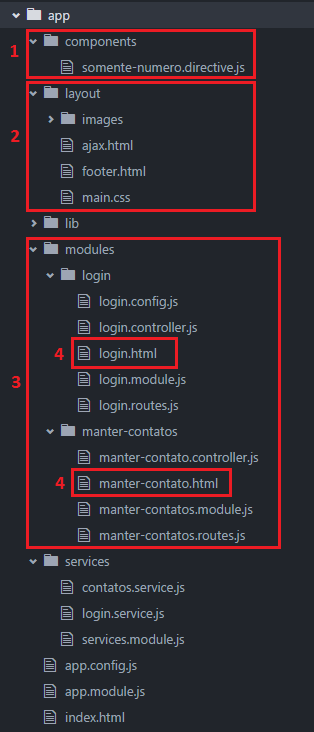 app
1
components
somente-numero.directive.js
2
layout
images
ajax.html
footer.html
main.css
lib
3
modules
login
login.config.js
login.controller.js
4 login.html
login.module.js
login.routes.js
manter-contatos
manter-contato.controller.js
4 manter-contato.html
manter-contatos.module.js
manter-contatos.routes.js
services
contatos.service.js
login.service.js
services.module.js
app.config.js
app.module.js
index.html